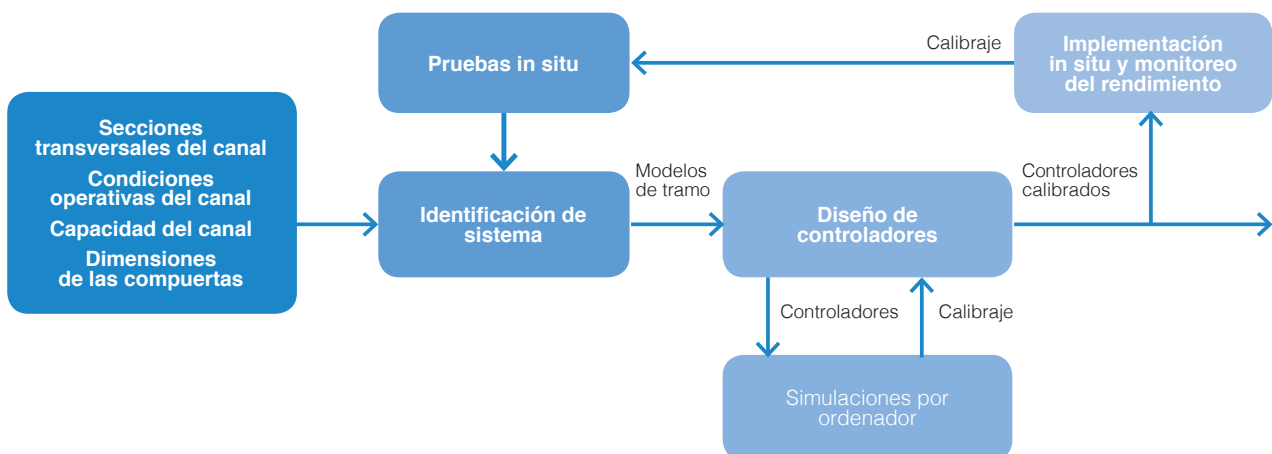 Pruebas in situ
Calibraje
Implementación
in situ y monitoreo
del rendimiento
Secciones
transversales del canal
Condiciones
operativas del canal
Capacidad del canal
Dimensiones
de las compuertas
Identificación de
sistema
Modelos
de tramo
Diseño de
controladores
Controladores
calibrados
Controladores
Calibraje
Simulaciones por
ordenador